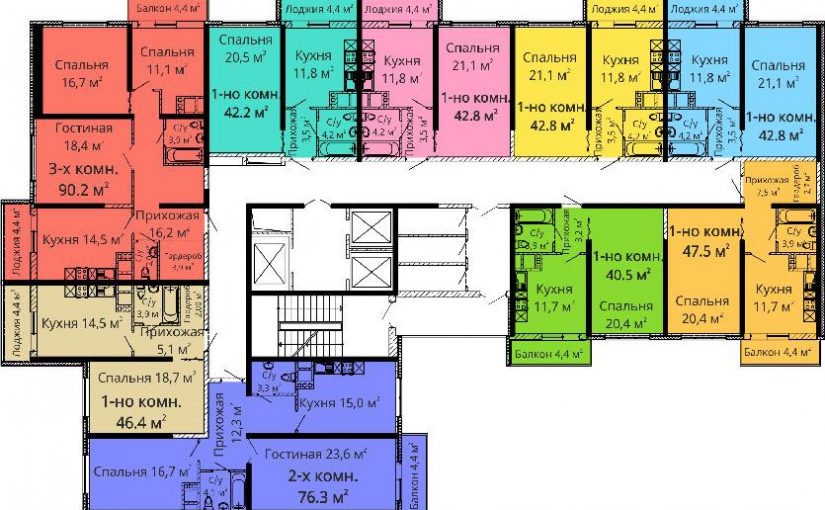 Балкон 4,4 м²
Спальня
16,7 м²
Спальня
11,1 м²
Гостиная
18,4 м²
С/у
3,9 м²
3-х комн.
90.2 м²
Прихожая
16,2 м²
Гардероб
3,9 м²
Кухня 14,5 м²
Лоджия 4,4 м²
Лоджия 4,4 м²
Спальня
20,5 м²
Кухня
11,8 м²
1-но комн.
42.2 м²
Прихожая
3,5 м²
С/у
4,2 м²
Лоджия 4,4 м²
Кухня
11,8 м²
Спальня
21,1 м²
1-но комн.
42.8 м²
С/у
4,2 м²
Прихожая
3,5 м²
Лоджия 4,4 м²
Спальня
21,1 м²
Кухня
11,8 м²
1-но комн.
42.8 м²
Прихожая
3,5 м²
С/у
4,2 м²
Лоджия 4,4 м²
Кухня
11,8 м²
Спальня
21,1 м²
1-но комн.
42.8 м²
С/у
4,2 м²
Прихожая
3,5 м²
Прихожая
7,5 м²
Гардероб
2,7 м²
1-но комн.
47.5 м²
С/у
3,9 м²
Спальня
20,4 м²
Кухня
11,7 м²
Балкон 4,4 м²
С/у
3,9 м²
Прихожая
3,2 м²
1-но комн.
40.5 м²
Кухня
11,7 м²
Спальня
20,4 м²
Балкон 4,4 м²
Лоджия 4,4 м²
Кухня 14,5 м²
С/у
3,9 м
Гардероб
Прихожая
5,1 м²
Спальня 18,7 м²
1-но комн.
46.4 м²
С/у
3,3 м²
Кухня 15,0 м²
Прихожая
12,3 м²
Гостиная 23,6 м²
2-х комн.
76.3 м²
Спальня 16,7 м²
С/у
Балкон 4,4 м²